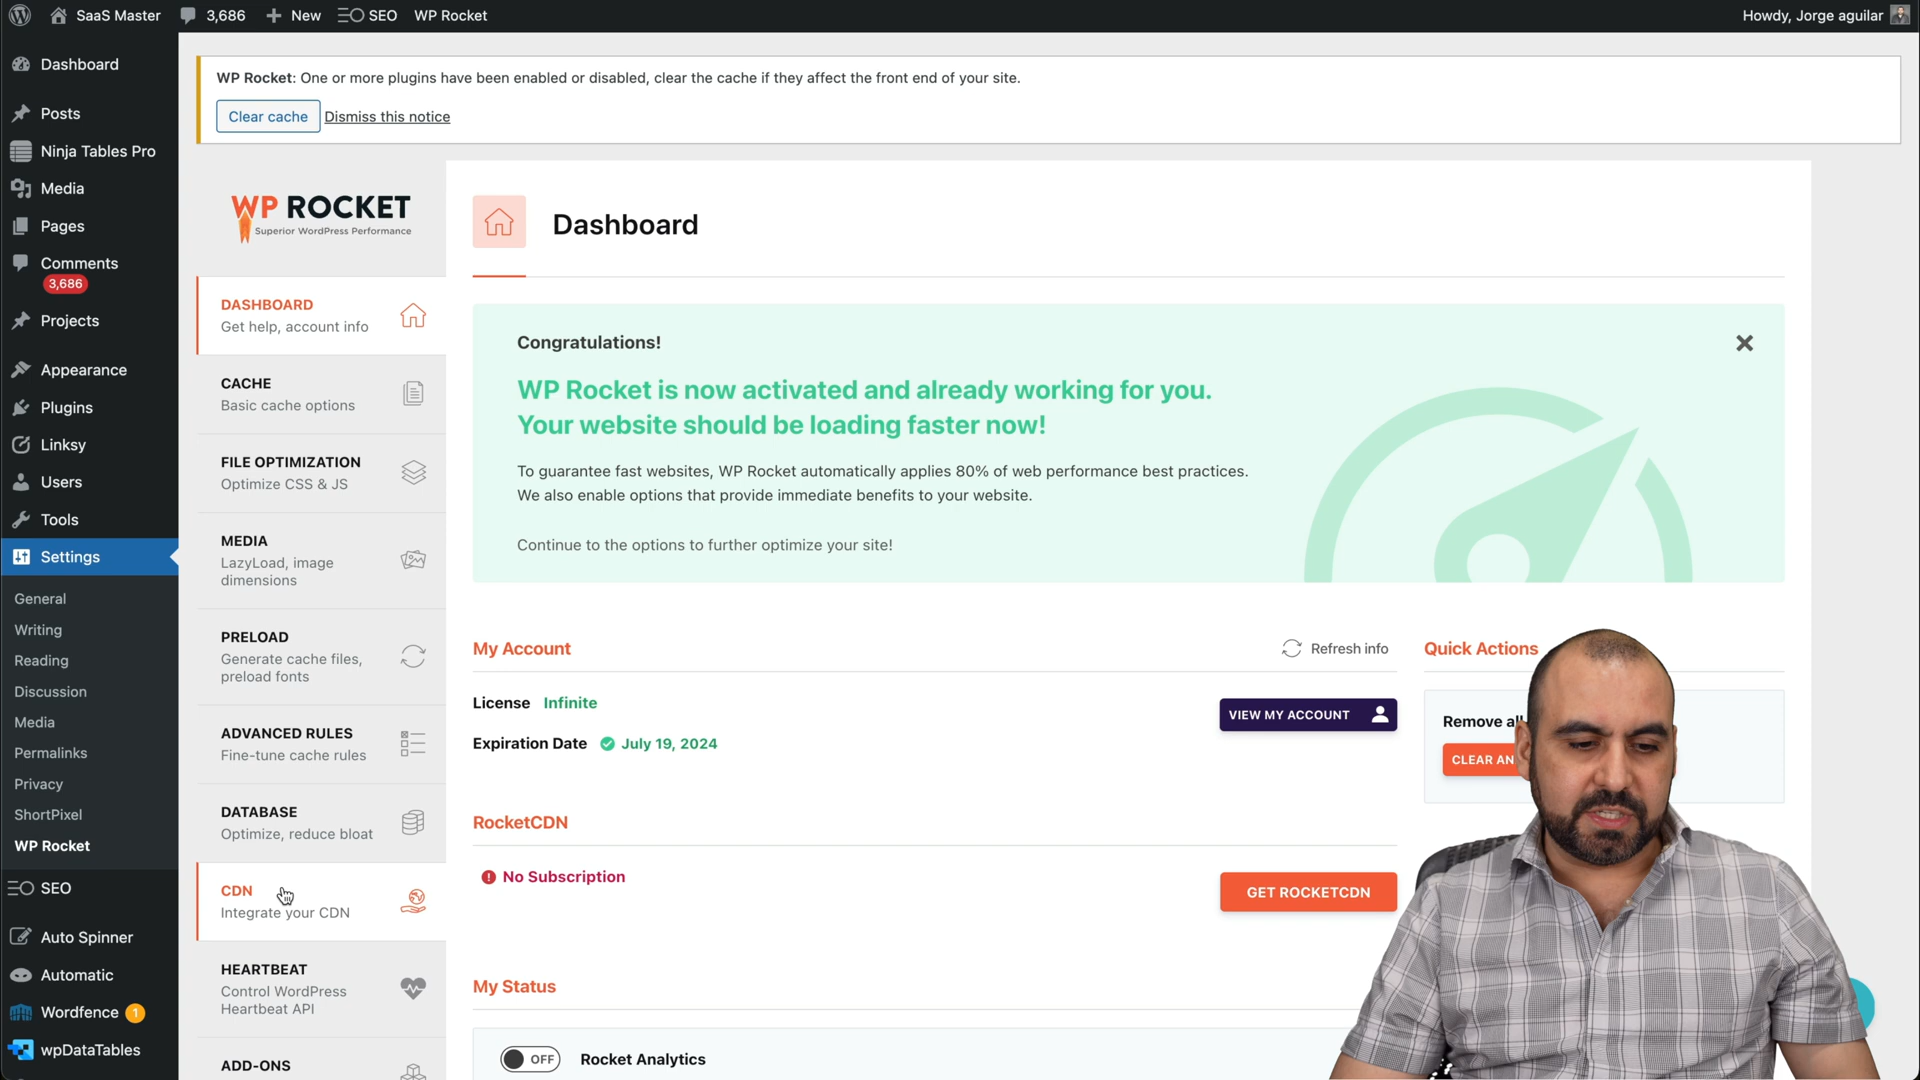 SaaS Master
3,686
New
SEO
WP Rocket
Howdy, Jorge aguilar
Dashboard
Posts
Ninja Tables Pro
Media
Pages
Comments
3,686
Projects
Appearance
Plugins
Linksy
Users
Tools
Settings
General
Writing
Reading
Discussion
Media
Permalinks
Privacy
ShortPixel
WP Rocket
SEO
Auto Spinner
Automatic
Wordfence 1
wpDataTables
WP Rocket: One or more plugins have been enabled or disabled, clear the cache if they affect the front end of your site.
Clear cache
Dismiss this notice
WP ROCKET
Superior WordPress Performance
DASHBOARD
Get help, account info
CACHE
Basic cache options
FILE OPTIMIZATION
Optimize CSS & JS
MEDIA
LazyLoad, image
dimensions
PRELOAD
Generate cache files,
preload fonts
ADVANCED RULES
Fine-tune cache rules
DATABASE
Optimize, reduce bloat
CDN
Integrate your CDN
HEARTBEAT
Control WordPress
Heartbeat API
ADD-ONS
Dashboard
Congratulations!
WP Rocket is now activated and already working for you.
Your website should be loading faster now!
To guarantee fast websites, WP Rocket automatically applies 80% of web performance best practices.
We also enable options that provide immediate benefits to your website.
Continue to the options to further optimize your site!
My Account
Refresh info
License Infinite
VIEW MY ACCOUNT
Expiration Date July 19, 2024
RocketCDN
No Subscription
GET ROCKETCDN
My Status
OFF
Rocket Analytics
Quick Actions
Remove all
CLEAR AN